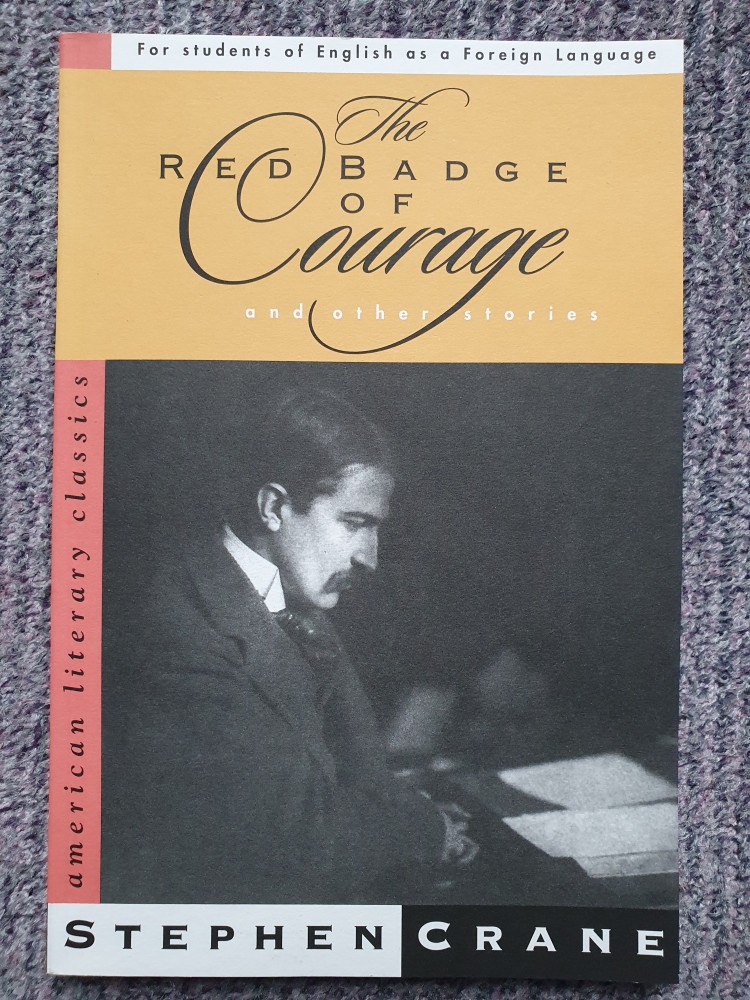 For students of English as a Foreign Language
The
RED BADGE
OF
Courage
and other stories
american literary classics
STEPHEN CRANE